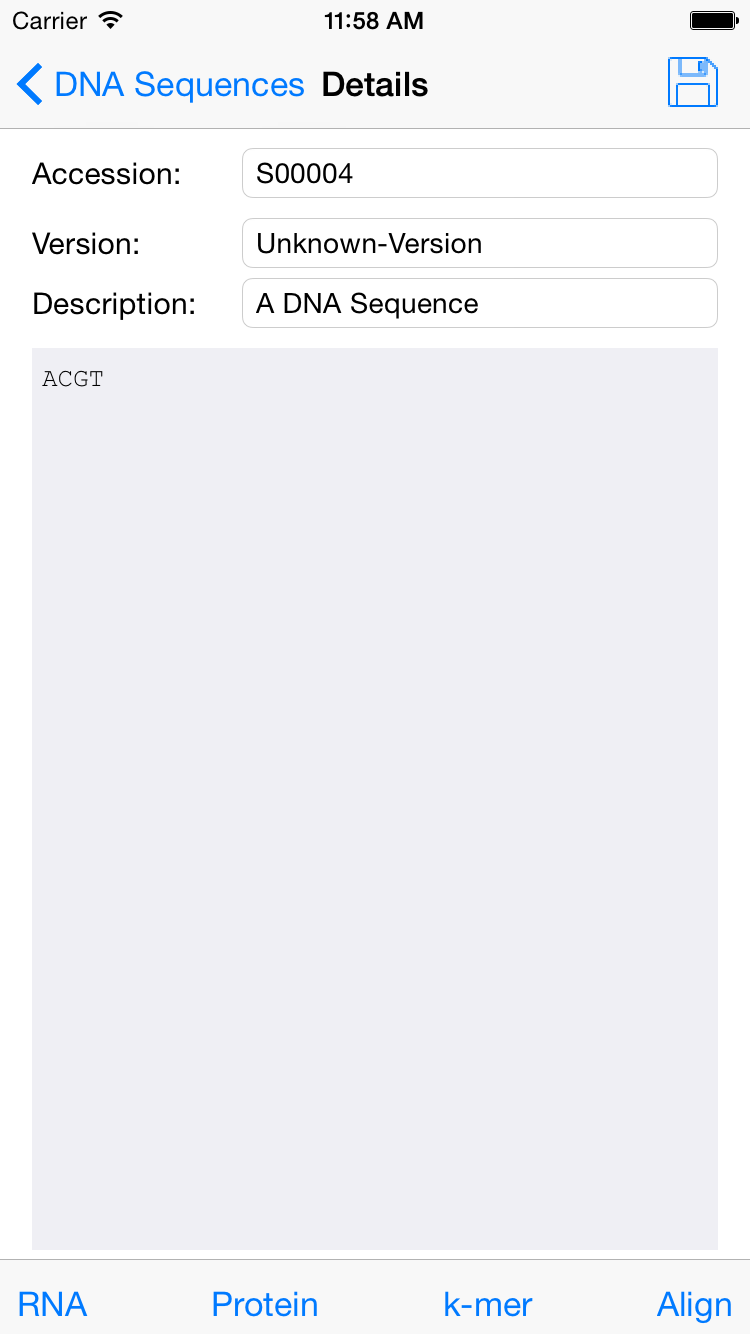 Carrier 11:58 AM
DNA Sequences Details
Accession: S00004
Version: Unknown-Version
Description: A DNA Sequence
ACGT
RNA Protein k-mer Align